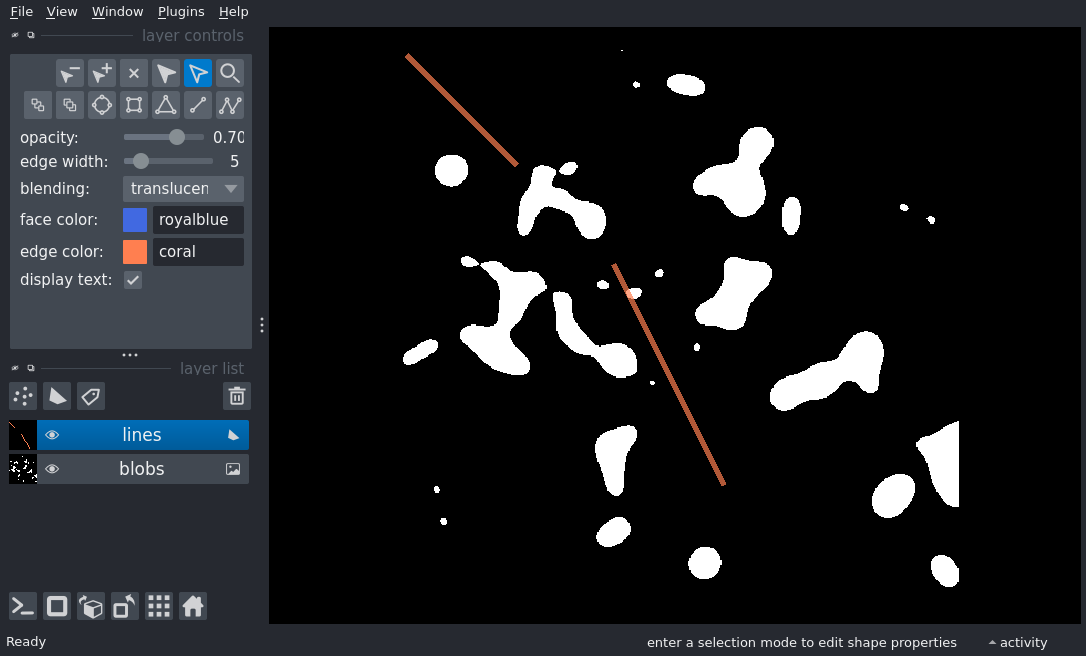 File View Window Plugins Help
layer controls
opacity: 0.70
edge width: 5
blending: translucen
face color: royalblue
edge color: coral
display text:
layer list
lines
blobs
Ready enter a selection mode to edit shape properties activity